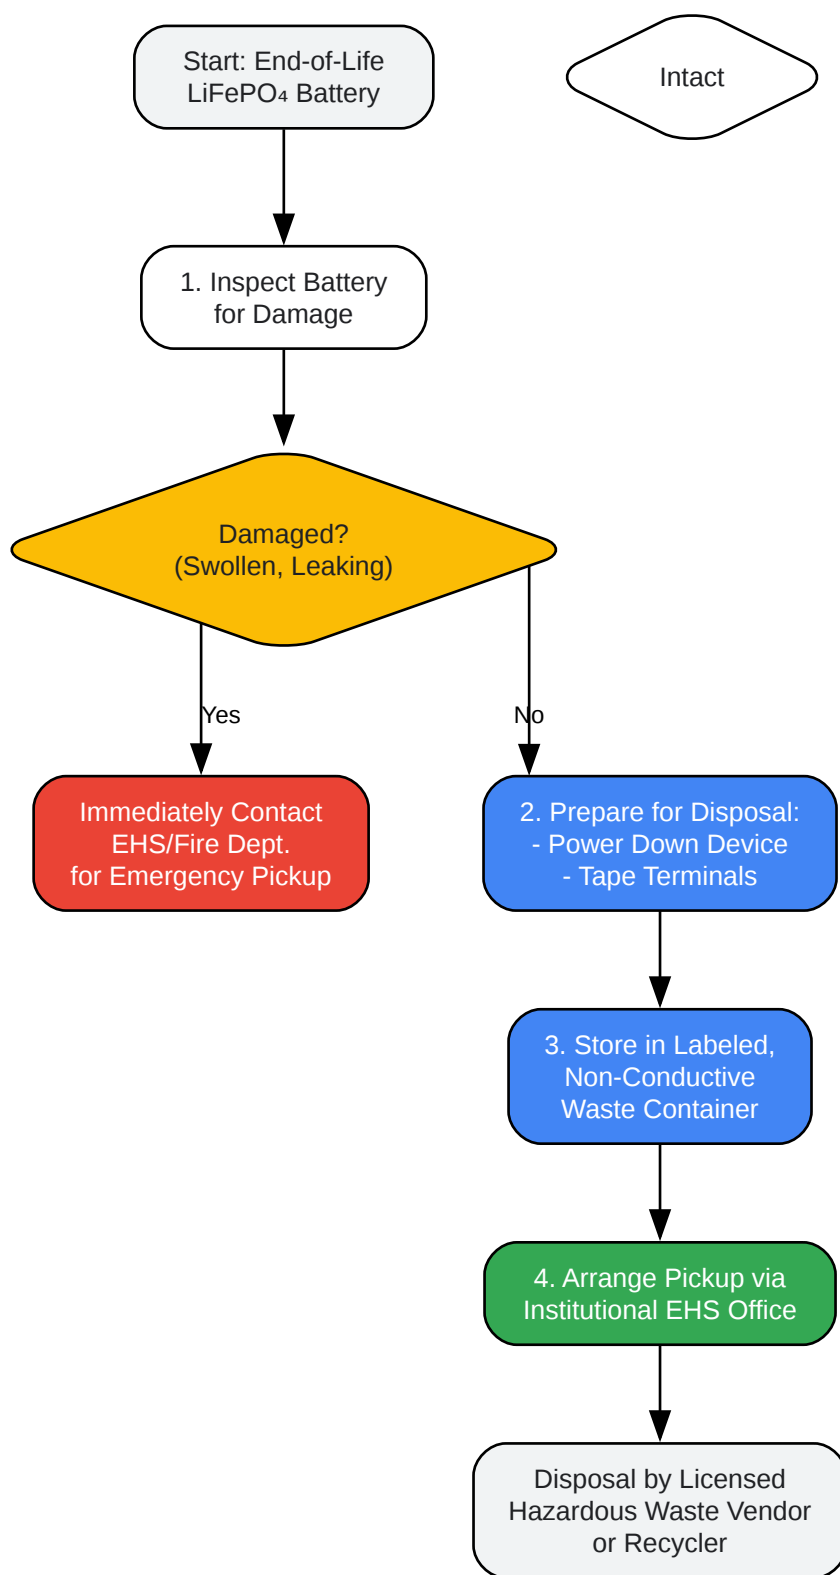 Start: End-of-Life
LiFePO₄ Battery
Intact
1. Inspect Battery
for Damage
Damaged?
(Swollen, Leaking)
Yes
No
Immediately Contact
EHS/Fire Dept.
for Emergency Pickup
2. Prepare for Disposal:
- Power Down Device
- Tape Terminals
3. Store in Labeled,
Non-Conductive
Waste Container
4. Arrange Pickup via
Institutional EHS Office
Disposal by Licensed
Hazardous Waste Vendor
or Recycler